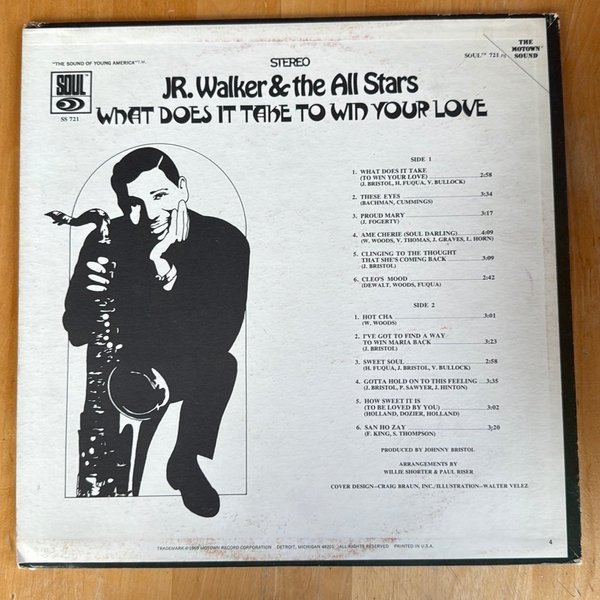 "THE SOUND OF YOUNG AMERICA" T.M.
STEREO
SOUL™ 721
THE
MOTOWN
SOUND
SOUL™
SS 721
JR. Walker & the All Stars
WHAT DOES IT TAKE TO WIN YOUR LOVE
SIDE 1
1. WHAT DOES IT TAKE
(TO WIN YOUR LOVE) 2:58
(J. BRISTOL, H. FUQUA, V. BULLOCK)
2. THESE EYES 3:34
(BACHMAN, CUMMINGS)
3. PROUD MARY 3:17
(J. FOGERTY)
4. AME CHERIE (SOUL DARLING) 4:09
(W. WOODS, V. THOMAS, J. GRAVES, L. HORN)
5. CLINGING TO THE THOUGHT
THAT SHE'S COMING BACK 3:09
(J. BRISTOL)
6. CLEO'S MOOD 2:42
(DEWALT, WOODS, FUQUA)
SIDE 2
1. HOT CHA 3:01
(W. WOODS)
2. I'VE GOT TO FIND A WAY
TO WIN MARIA BACK 3:23
(J. BRISTOL)
3. SWEET SOUL 2:58
(H. FUQUA, J. BRISTOL, V. BULLOCK)
4. GOTTA HOLD ON TO THIS FEELING 3:35
(J. BRISTOL, P. SAWYER, J. HINTON)
5. HOW SWEET IT IS
(TO BE LOVED BY YOU) 3:02
(HOLLAND, DOZIER, HOLLAND)
6. SAN HO ZAY 3:20
(F. KING, S. THOMPSON)
PRODUCED BY JOHNNY BRISTOL
ARRANGEMENTS BY
WILLIE SHORTER & PAUL RISER
COVER DESIGN—CRAIG BRAUN, INC./ILLUSTRATION—WALTER VELEZ
TRADEMARK ©1969 MOTOWN RECORD CORPORATION DETROIT, MICHIGAN 48201 ALL RIGHTS RESERVED PRINTED IN U.S.A.
4